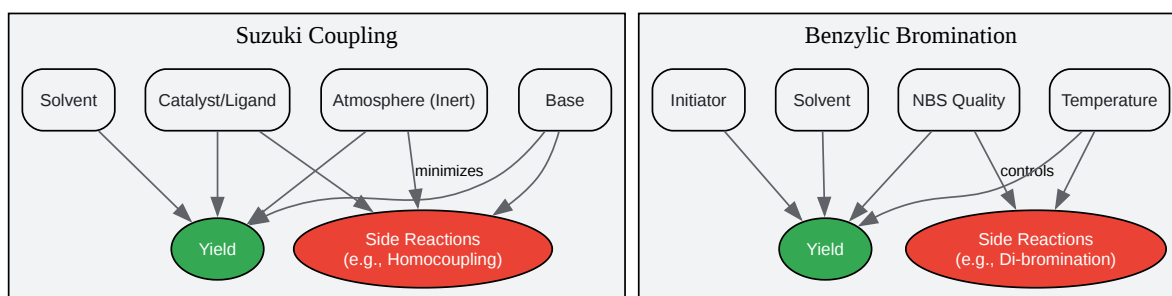 Suzuki Coupling
Solvent
Catalyst/Ligand
Atmosphere (Inert)
Base
minimizes
Yield
Side Reactions
(e.g., Homocoupling)
Benzylic Bromination
Initiator
Solvent
NBS Quality
Temperature
controls
Yield
Side Reactions
(e.g., Di-bromination)